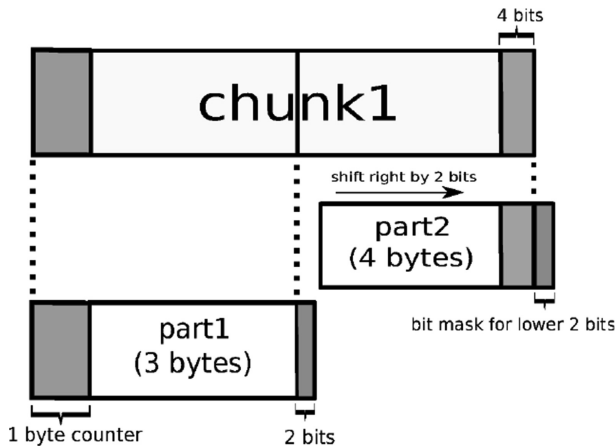 4 bits
chunk1
shift right by 2 bits
part2
(4 bytes)
bit mask for lower 2 bits
part1
(3 bytes)
1 byte counter
2 bits